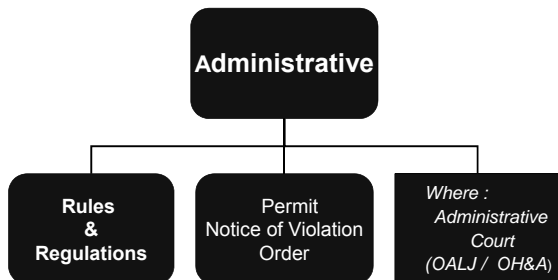 Administrative
Rules
&
Regulations
Permit
Notice of Violation
Order
Where :
Administrative
Court
(OALJ / OH&A)